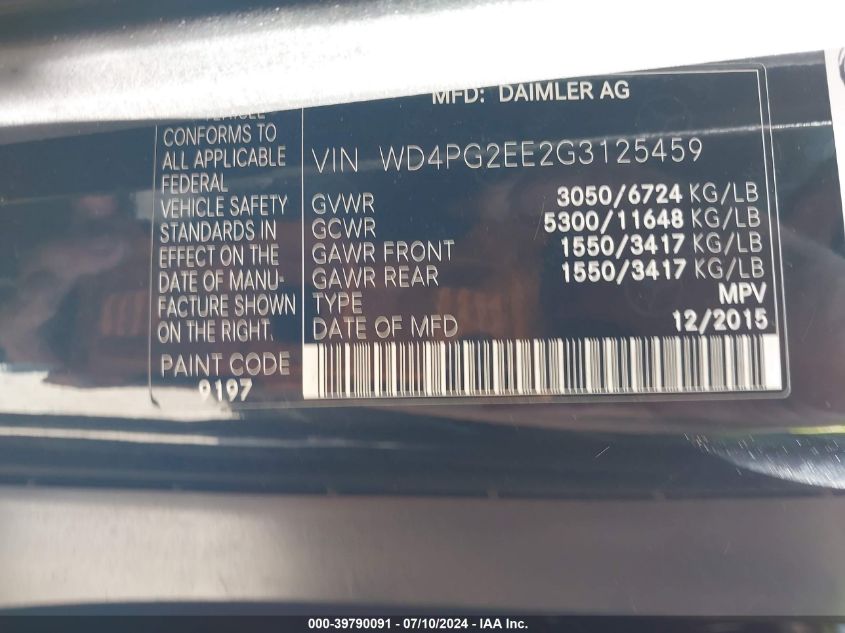 MFD: DAIMLER AG
CONFORMS TO
ALL APPLICABLE
FEDERAL
VEHICLE SAFETY
STANDARDS IN
EFFECT ON THE
DATE OF MANU-
FACTURE SHOWN
ON THE RIGHT.
PAINT CODE
9197
VIN WD4PG2EE2G3125459
GVWR 3050/6724 KG/LB
GCWR 5300/11648 KG/LB
GAWR FRONT 1550/3417 KG/LB
GAWR REAR 1550/3417 KG/LB
TYPE MPV
DATE OF MFD 12/2015
000-39790091 - 07/10/2024 - IAA Inc.